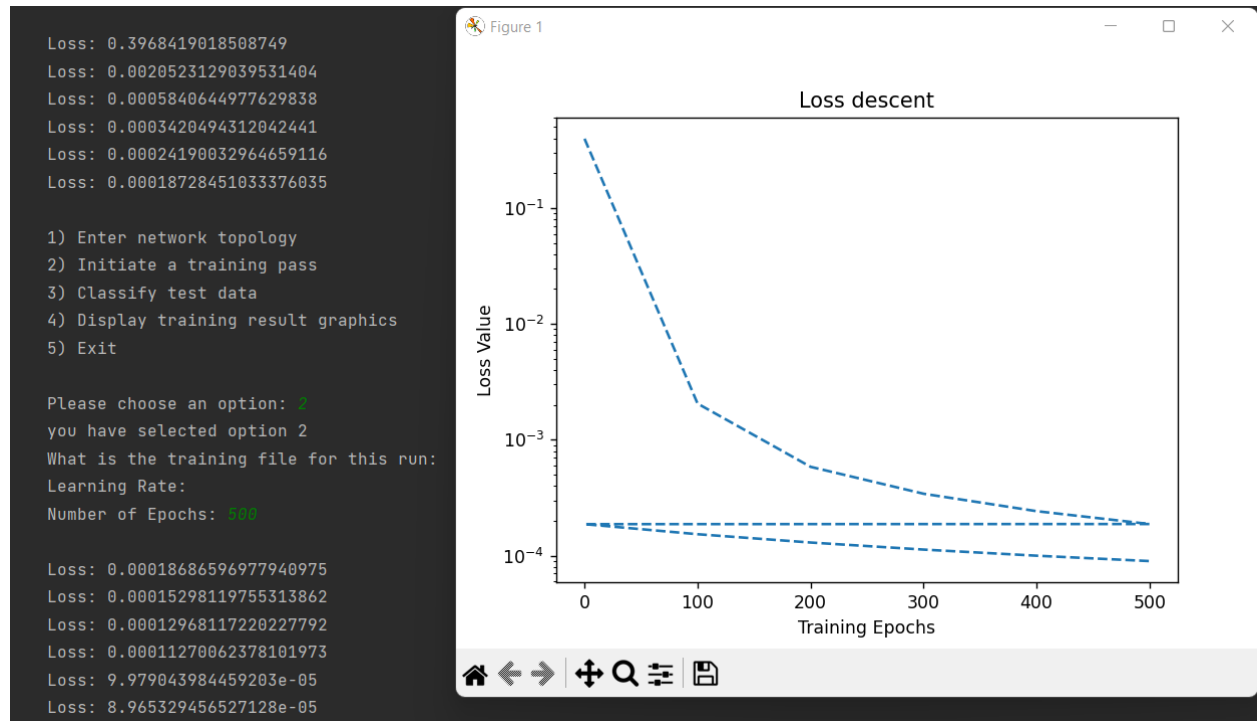 Loss: 0.3968419018508749
Loss: 0.00205231290395314​04
Loss: 0.0005840644977629838
Loss: 0.0003420494312042441
Loss: 0.00024190032964659116
Loss: 0.00018728451033376035
1) Enter network topology
2) Initiate a training pass
3) Classify test data
4) Display training result graphics
5) Exit
Please choose an option: 2
you have selected option 2
What is the training file for this run:
Learning Rate:
Number of Epochs: 500
Loss: 0.00018686596977940975
Loss: 0.00015298119755313862
Loss: 0.00012968117220227792
Loss: 0.00011270062378101973
Loss: 9.979043984459203e-05
Loss: 8.965329456527128e-05
Figure 1
Loss descent
Loss Value
10⁻¹
10⁻²
10⁻³
10⁻⁴
0 100 200 300 400 500
Training Epochs